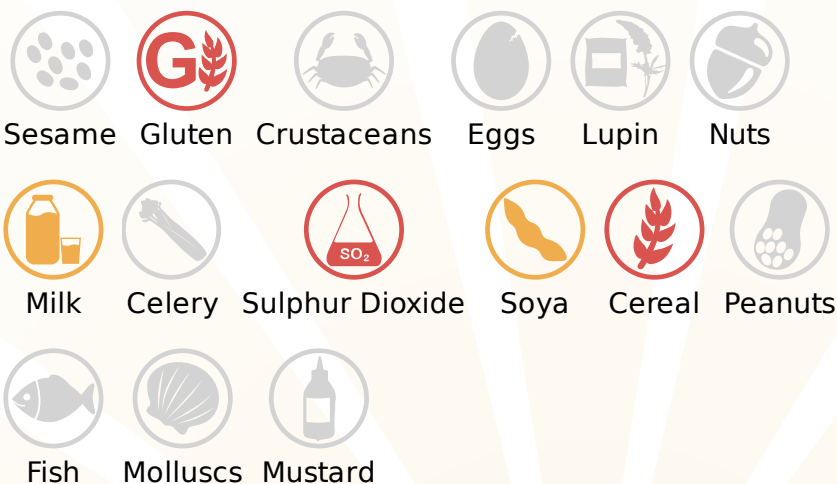 G
Sesame Gluten Crustaceans Eggs Lupin Nuts
SO₂
Milk Celery Sulphur Dioxide Soya Cereal Peanuts
Fish Molluscs Mustard